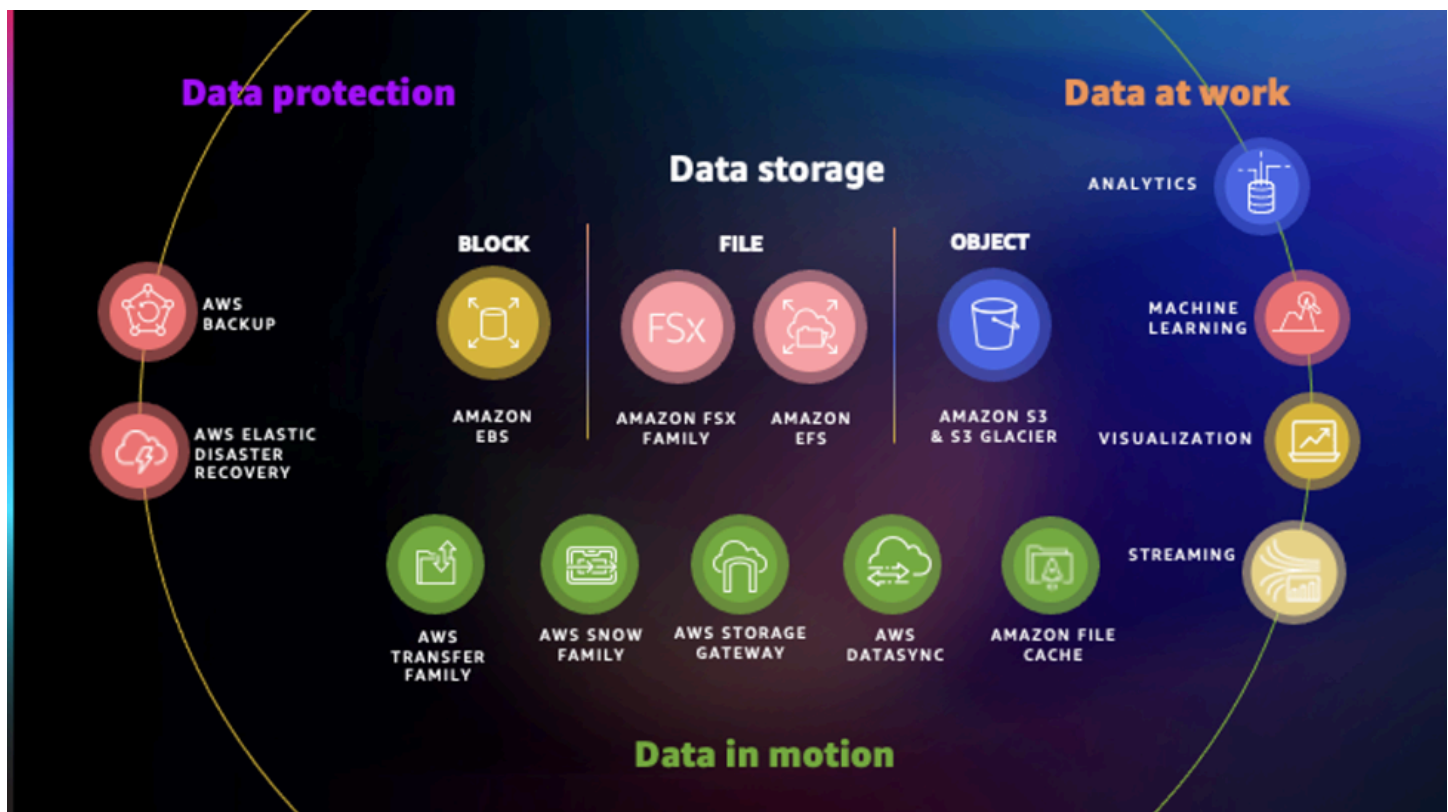 Data protection
Data at work
Data storage
ANALYTICS
BLOCK
FILE
OBJECT
AWS
BACKUP
FSx
MACHINE
LEARNING
AMAZON
EBS
AMAZON FSX
FAMILY
AMAZON
EFS
AMAZON S3
& S3 GLACIER
AWS ELASTIC
DISASTER
RECOVERY
VISUALIZATION
STREAMING
AWS
TRANSFER
FAMILY
AWS SNOW
FAMILY
AWS STORAGE
GATEWAY
AWS
DATASYNC
AMAZON FILE
CACHE
Data in motion